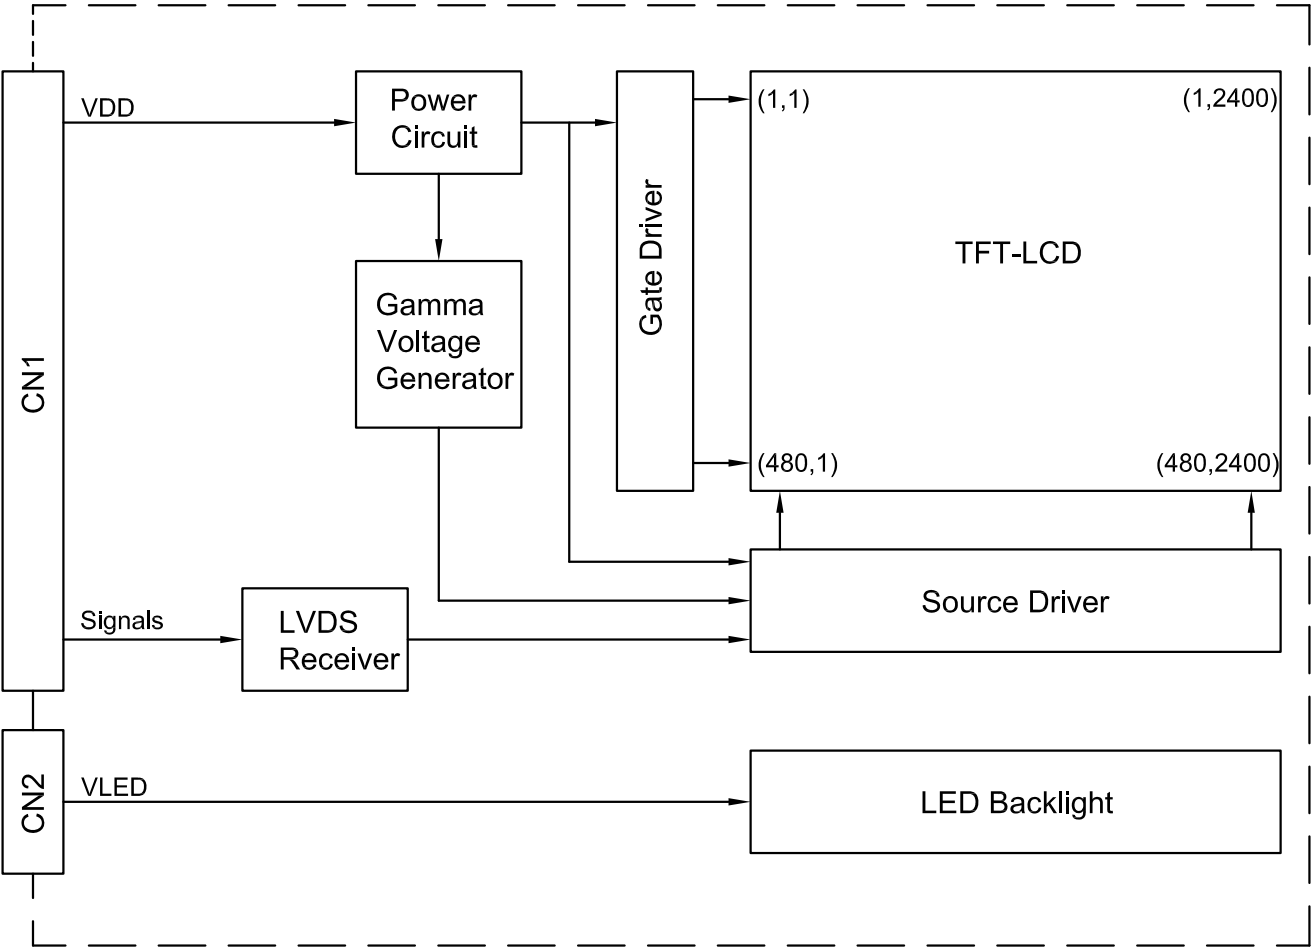 VDD
Power
Circuit
(1,1)
(1,2400)
Gate Driver
TFT-LCD
Gamma
Voltage
Generator
CN1
(480,1)
(480,2400)
Signals
LVDS
Receiver
Source Driver
CN2
VLED
LED Backlight